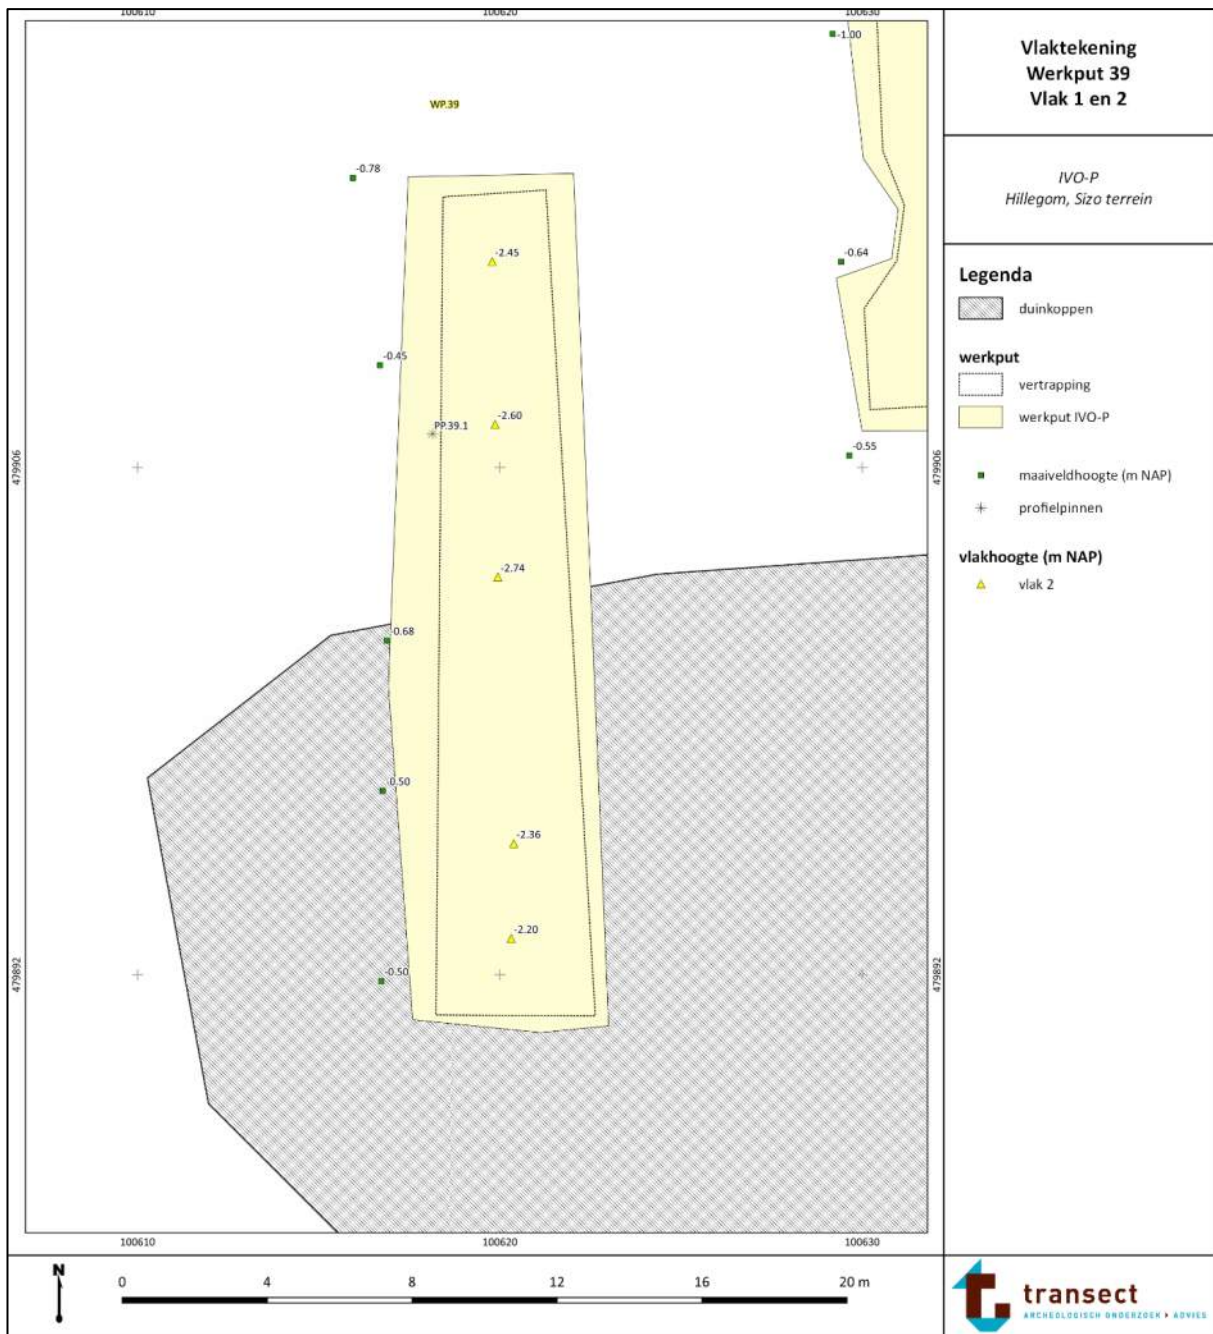 100610 100620 100630
-1.00
WP.39
-0.78
-2.45
-0.64
-0.45
-2.60
PP.39.1
-0.55
479906 479906
-2.74
-0.68
-0.50
-2.36
-2.20
-0.50
479892 479892
100610 100620 100630
Vlaktekening
Werkput 39
Vlak 1 en 2
IVO-P
Hillegom, Sizo terrein
Legenda
duinkoppen
werkput
vertrapping
werkput IVO-P
maaiveldhoogte (m NAP)
profielpinnen
vlakhoogte (m NAP)
vlak 2
N
0 4 8 12 16 20 m
transect
ARCHEOLOGISCH ONDERZOEK ▸ ADVIES